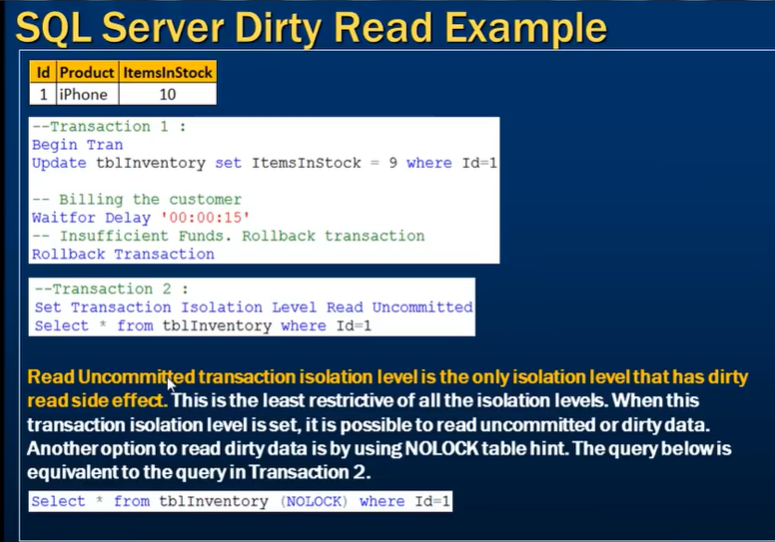 SQL Server Dirty Read Example
Id Product ItemsInStock
1 iPhone 10
--Transaction 1 :
Begin Tran
Update tblInventory set ItemsInStock = 9 where Id=1
-- Billing the customer
Waitfor Delay '00:00:15'
-- Insufficient Funds. Rollback transaction
Rollback Transaction
--Transaction 2 :
Set Transaction Isolation Level Read Uncommitted
Select * from tblInventory where Id=1
Read Uncommitted transaction isolation level is the only isolation level that has dirty
read side effect. This is the least restrictive of all the isolation levels. When this
transaction isolation level is set, it is possible to read uncommitted or dirty data.
Another option to read dirty data is by using NOLOCK table hint. The query below is
equivalent to the query in Transaction 2.
Select * from tblInventory (NOLOCK) where Id=1